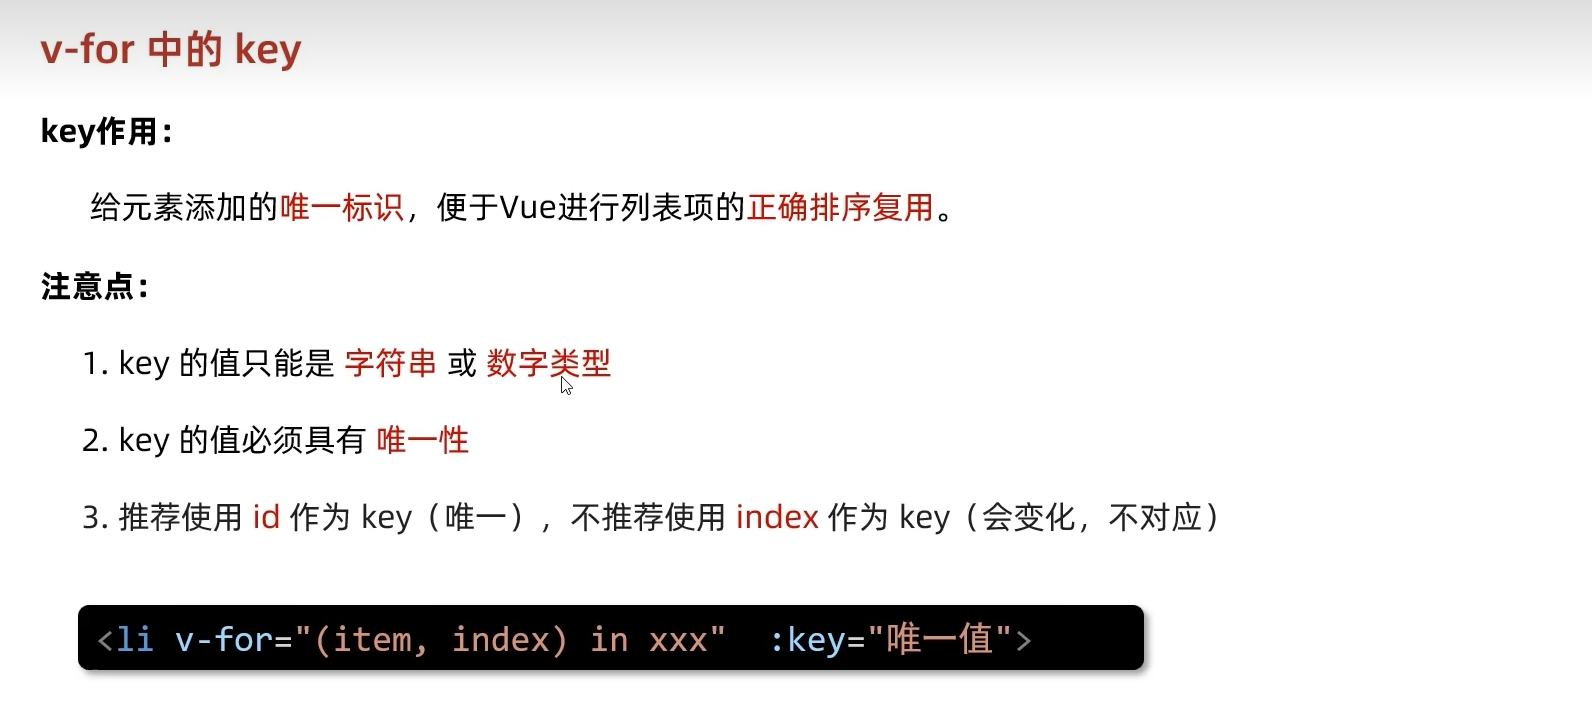 v-for 中的 key
key作用：
给元素添加的唯一标识，便于Vue进行列表项的正确排序复用。
注意点：
1. key 的值只能是 字符串 或 数字类型
2. key 的值必须具有 唯一性
3. 推荐使用 id 作为 key（唯一），不推荐使用 index 作为 key（会变化，不对应）
<li v-for="(item, index) in xxx" :key="唯一值">